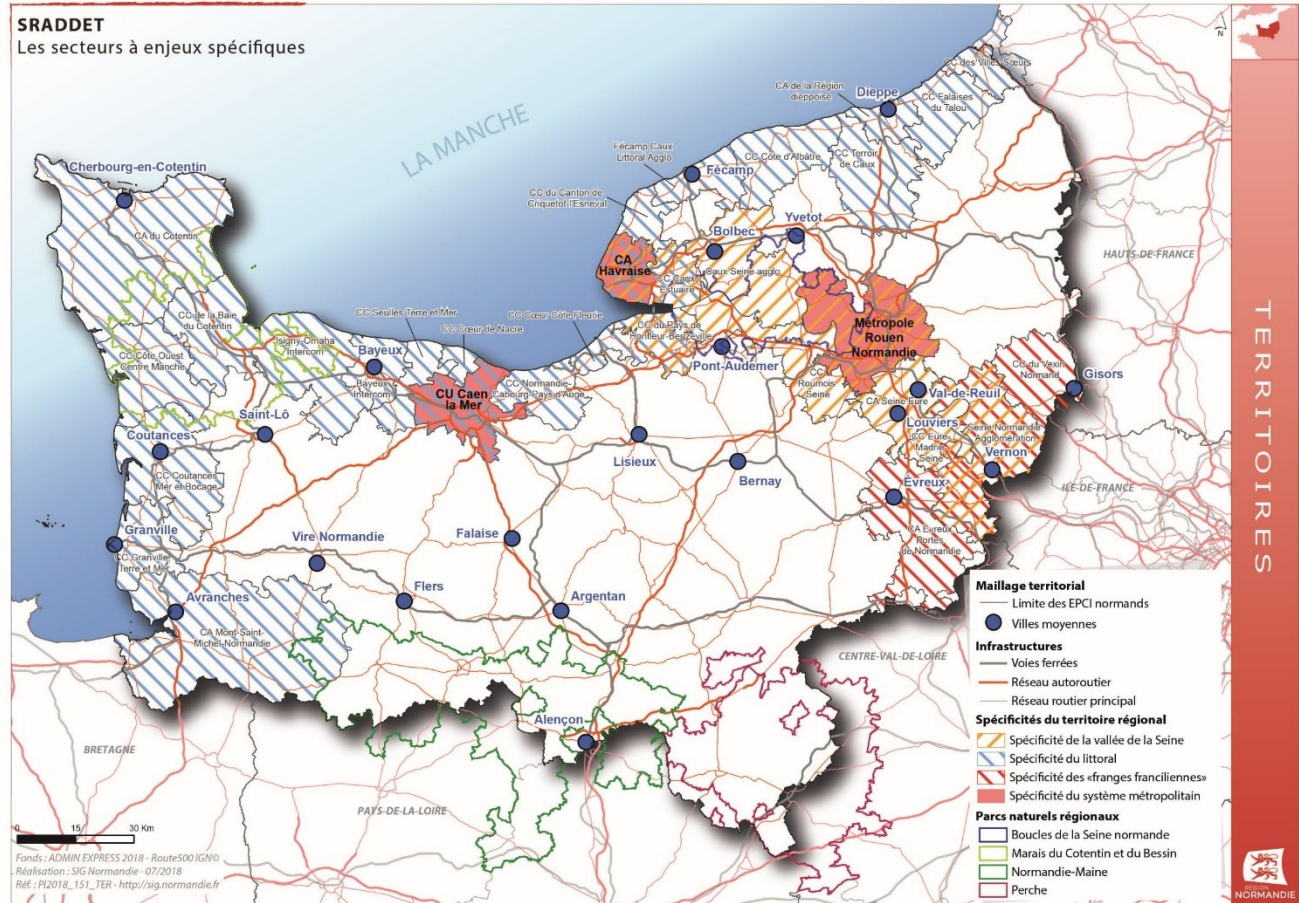 SRADDET
Les secteurs à enjeux spécifiques
N
LA MANCHE
Cherbourg-en-Cotentin
CA du Cotentin
CC de la Baie
du Cotentin
CC Côte Ouest
Centre Manche
Isigny-Omaha
Intercom
Bayeux
Bayeux
Intercom
CC Seulles Terre et Mer
CC Cœur de Nacre
CC Cœur Côte Fleurie
CU Caen
la Mer
CC Normandie-
Cabourg-Pays d'Auge
Saint-Lô
Coutances
CC Coutances
Mer et Bocage
Granville
CC Granville
Terre et Mer
Avranches
CA Mont-Saint-
Michel-Normandie
Vire Normandie
Flers
Falaise
Argentan
Alençon
Lisieux
Bernay
CC des Villes Sœurs
CA de la Région
dieppoise
Dieppe
CC Falaises
du Talou
Fécamp Caux
Littoral Agglo
CC Côte d'Albâtre
CC Terroir
de Caux
Fécamp
CC du Canton de
Criquetot-l'Esneval
Bolbec
Yvetot
CA
Havraise
CC Caux
Estuaire
Caux Seine agglo
CC du Pays de
Honfleur-Beuzeville
Pont-Audemer
Métropole
Rouen
Normandie
CC
Roumois
Seine
CA Seine Eure
Val-de-Reuil
Louviers
CC Eure-
Madrie-
Seine
CC du Vexin
Normand
Gisors
Seine Normandie
Agglomération
Vernon
Évreux
CA Evreux
Portes
de Normandie
HAUTS-DE-FRANCE
ILE-DE-FRANCE
CENTRE-VAL-DE-LOIRE
PAYS-DE-LA-LOIRE
BRETAGNE
Maillage territorial
Limite des EPCI normands
Villes moyennes
Infrastructures
Voies ferrées
Réseau autoroutier
Réseau routier principal
Spécificités du territoire régional
Spécificité de la vallée de la Seine
Spécificité du littoral
Spécificité des «franges franciliennes»
Spécificité du système métropolitain
Parcs naturels régionaux
Boucles de la Seine normande
Marais du Cotentin et du Bessin
Normandie-Maine
Perche
0 15 30 Km
Fonds : ADMIN EXPRESS 2018 - Route500 IGN©
Réalisation : SIG Normandie - 07/2018
Réf. : PI2018_151_TER - http://sig.normandie.fr
TERRITOIRES
RÉGION
NORMANDIE